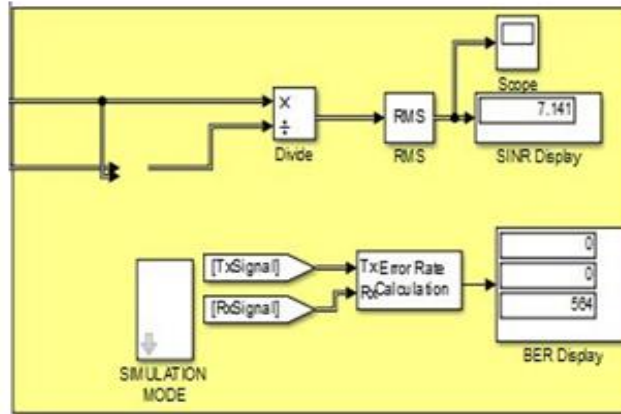 Scope
×
÷
Divide
RMS
RMS
7.141
SINR Display
[TxSignal]
[RxSignal]
Tx Error Rate
Rx Calculation
0
0
564
BER Display
SIMULATION
MODE